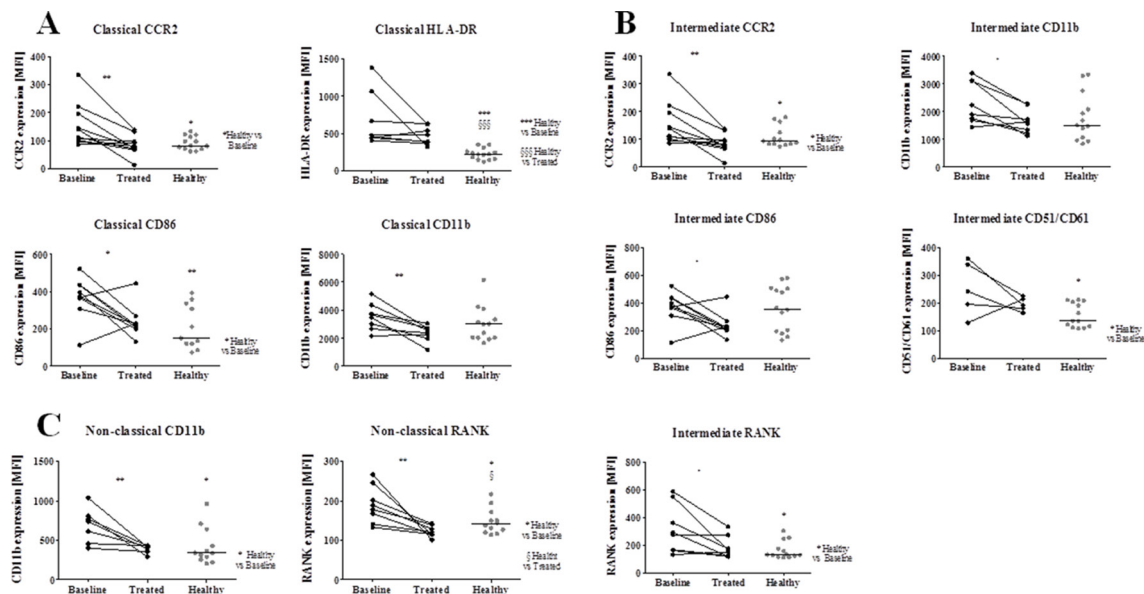 A
Classical CCR2
CCR2 expression [MFI]
400
300
200
100
0
**
*
*Healthy vs
Baseline
Baseline Treated Healthy
Classical HLA-DR
HLA-DR expression [MFI]
1500
1000
500
0
***
§§§
*** Healthy
vs Baseline
§§§ Healthy
vs Treated
Baseline Treated Healthy
Classical CD86
CD86 expression [MFI]
600
400
200
0
*
**
* Healthy
vs Baseline
Baseline Treated Healthy
Classical CD11b
CD11b expression [MFI]
8000
6000
4000
2000
0
**
Baseline Treated Healthy
B
Intermediate CCR2
CCR2 expression [MFI]
400
300
200
100
0
**
*
* Healthy
vs Baseline
Baseline Treated Healthy
Intermediate CD11b
CD11b expression [MFI]
4000
3000
2000
1000
0
*
Baseline Treated Healthy
Intermediate CD86
CD86 expression [MFI]
800
600
400
200
0
*
Baseline Treated Healthy
Intermediate CD51/CD61
CD51/CD61 expression [MFI]
400
300
200
100
0
*
* Healthy
vs Baseline
Baseline Treated Healthy
C
Non-classical CD11b
CD11b expression [MFI]
1500
1000
500
0
**
*
* Healthy
vs Baseline
Baseline Treated Healthy
Non-classical RANK
RANK expression [MFI]
300
200
100
0
**
*
§
* Healthy
vs Baseline
§ Healthy
vs Treated
Baseline Treated Healthy
Intermediate RANK
RANK expression [MFI]
800
600
400
200
0
*
*
* Healthy
vs Baseline
Baseline Treated Healthy